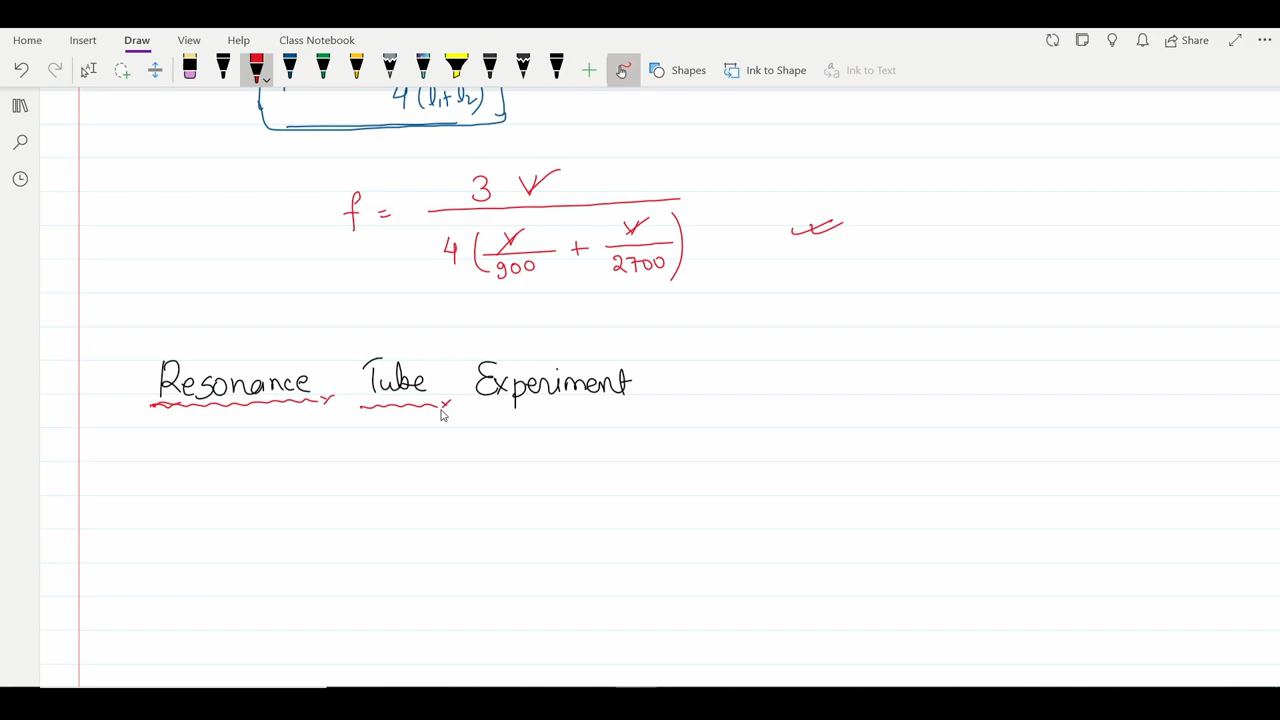 Home Insert Draw View Help Class Notebook Share
Shapes Ink to Shape Ink to Text
4 (l₁+l₂)
f = 3 v / 4 (v/900 + v/2700)
Resonance Tube Experiment